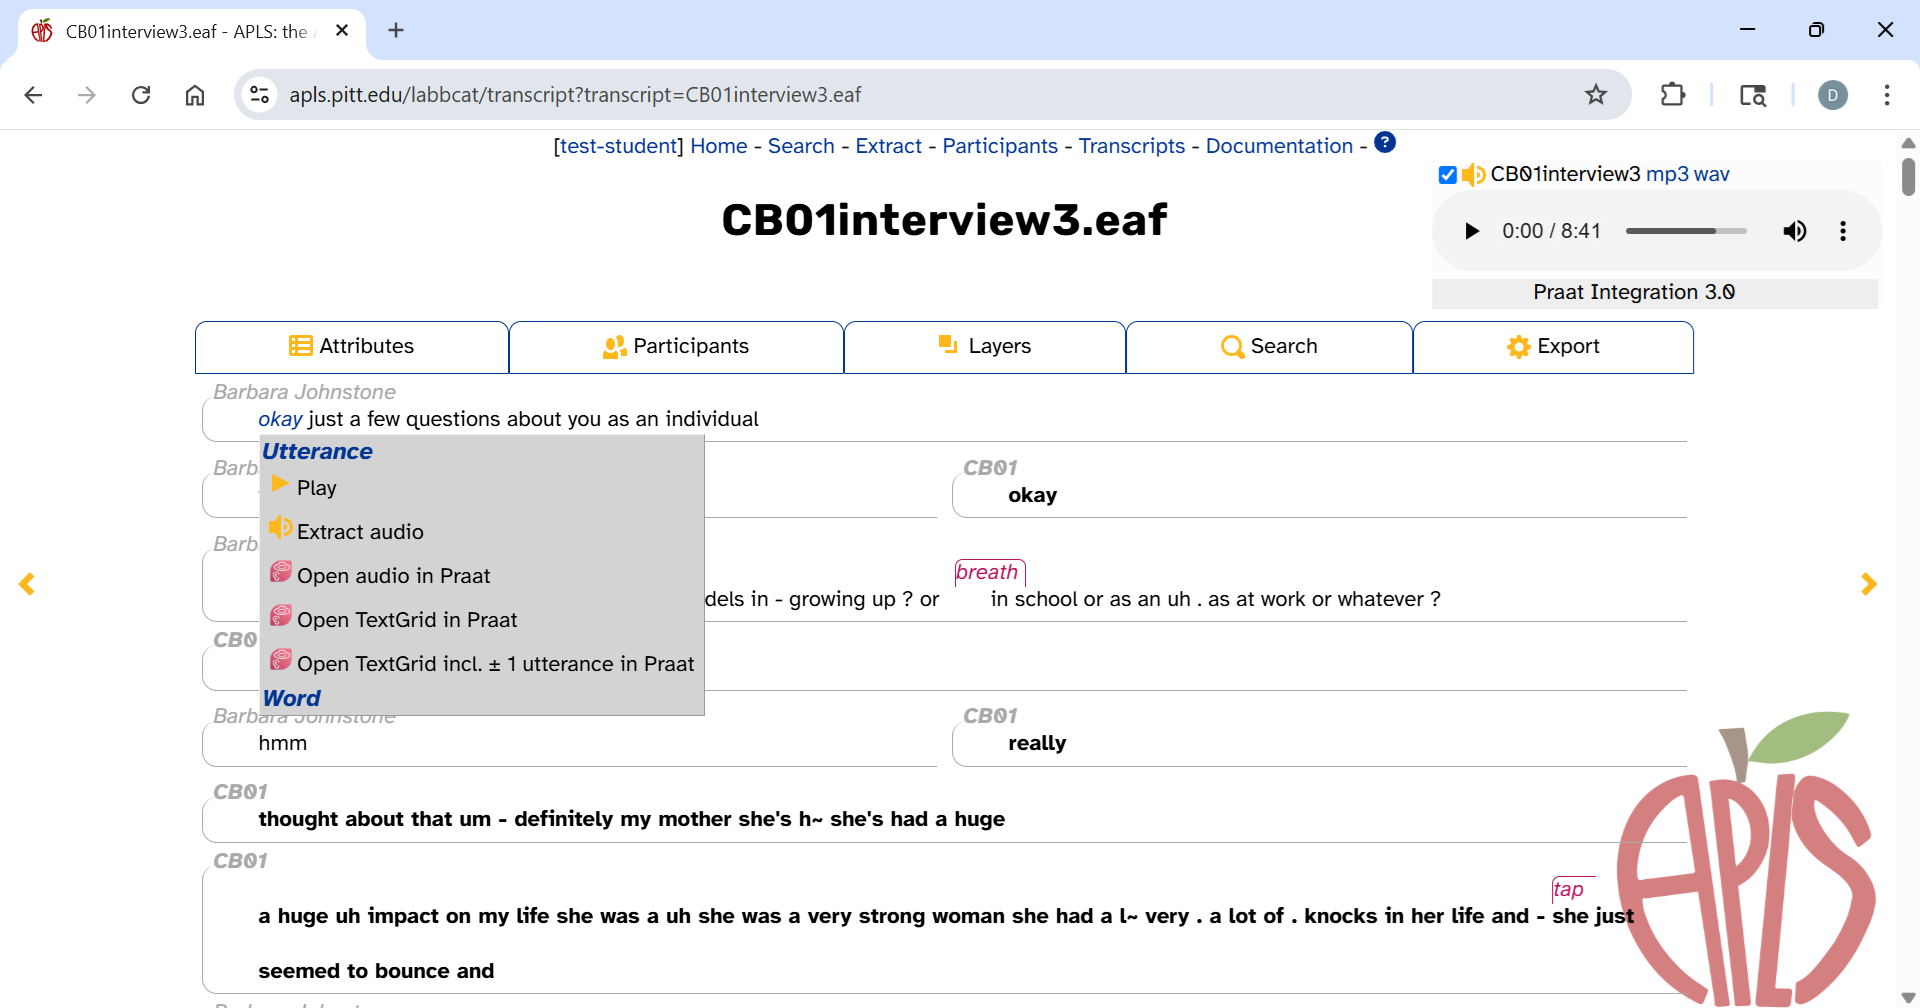 CB01interview3.eaf - APLS: the
apls.pitt.edu/labbcat/transcript?transcript=CB01interview3.eaf
D
[test-student] Home - Search - Extract - Participants - Transcripts - Documentation - ?
CB01interview3 mp3 wav
CB01interview3.eaf
0:00 / 8:41
Praat Integration 3.0
Attributes
Participants
Layers
Search
Export
Barbara Johnstone
okay just a few questions about you as an individual
Utterance
Play
Extract audio
Open audio in Praat
Open TextGrid in Praat
Open TextGrid incl. ± 1 utterance in Praat
Word
Barb
CB01
okay
Barb
breath
dels in - growing up ? or in school or as an uh . as at work or whatever ?
CB0
Barbara Johnstone
hmm
CB01
really
CB01
thought about that um - definitely my mother she's h~ she's had a huge
CB01
tap
a huge uh impact on my life she was a uh she was a very strong woman she had a l~ very . a lot of . knocks in her life and - she just
seemed to bounce and
APLS